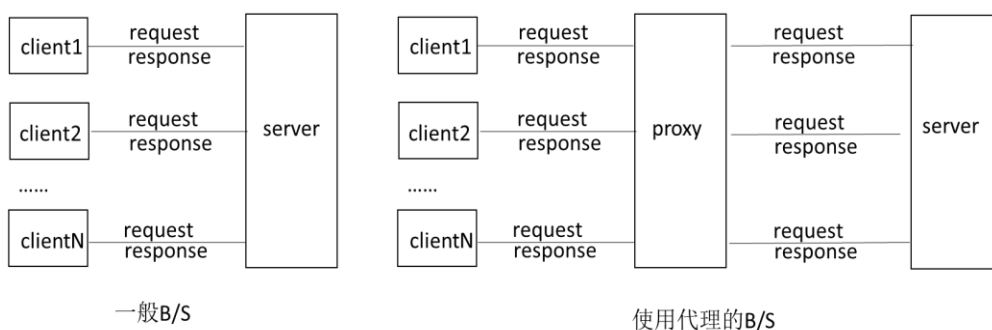 client1
request
response
client2
request
response
server
……
clientN
request
response
一般B/S
client1
request
response
request
response
client2
request
response
proxy
request
response
server
……
clientN
request
response
request
response
使用代理的B/S